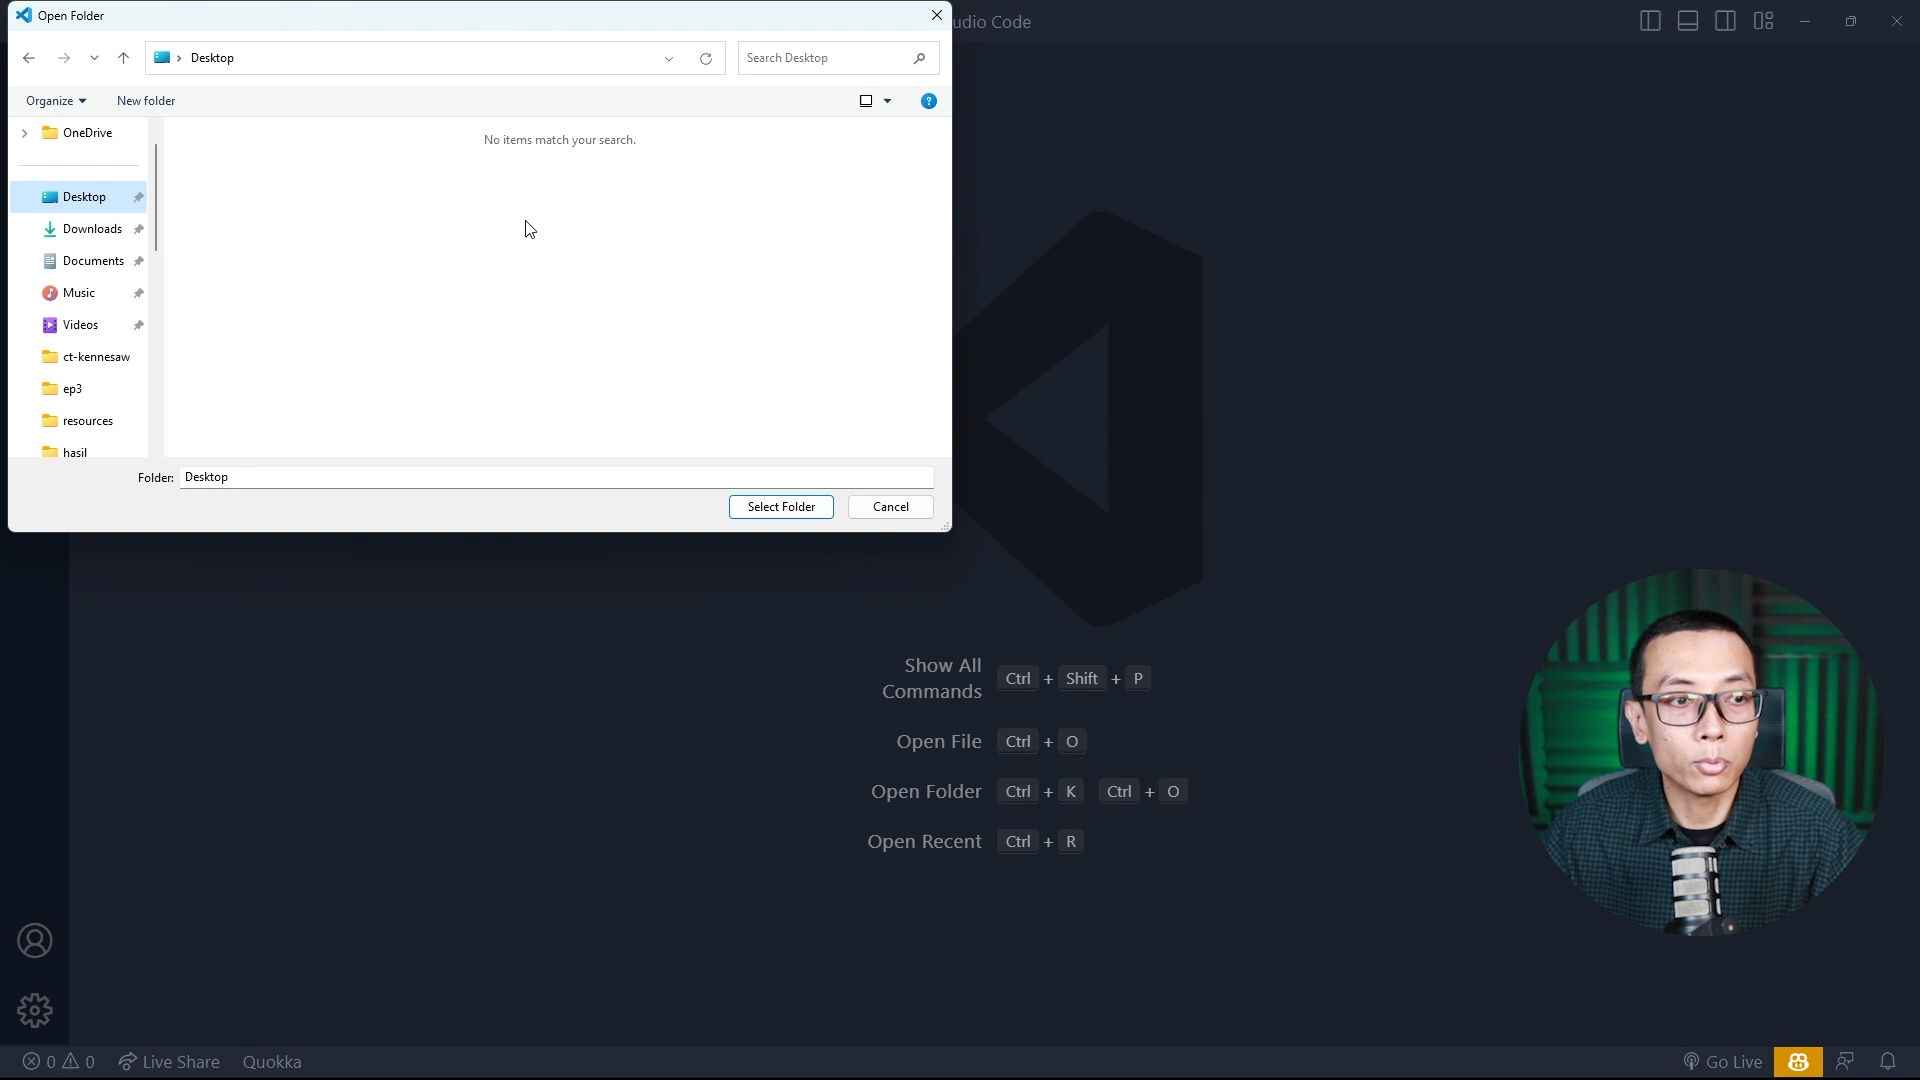 Open Folder
udio Code
Desktop
Search Desktop
Organize
New folder
OneDrive
No items match your search.
Desktop
Downloads
Documents
Music
Videos
ct-kennesaw
ep3
resources
hasil
Folder: Desktop
Select Folder
Cancel
Show All
Commands
Ctrl + Shift + P
Open File Ctrl + O
Open Folder Ctrl + K Ctrl + O
Open Recent Ctrl + R
0 0 Live Share Quokka
Go Live